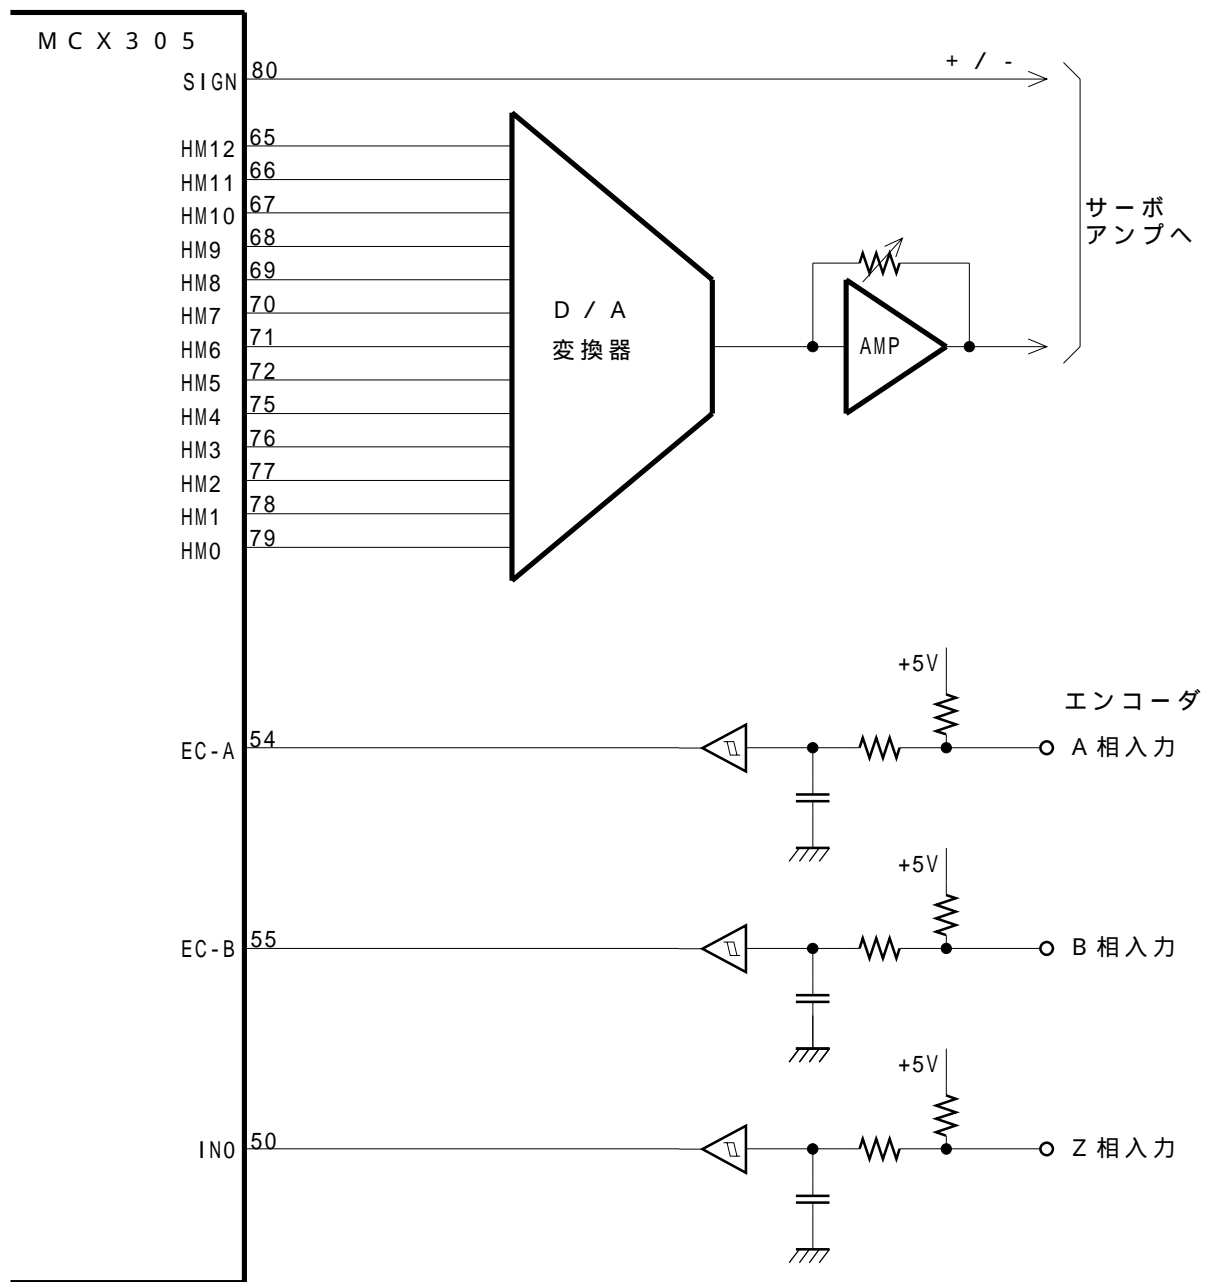 MCX305
SIGN 80
+ / -
HM12 65
HM11 66
HM10 67
HM9 68
HM8 69
HM7 70
HM6 71
HM5 72
HM4 75
HM3 76
HM2 77
HM1 78
HM0 79
D/A
変換器
AMP
サーボ
アンプへ
+5V
エンコーダ
EC-A 54
A相入力
+5V
EC-B 55
B相入力
+5V
IN0 50
Z相入力